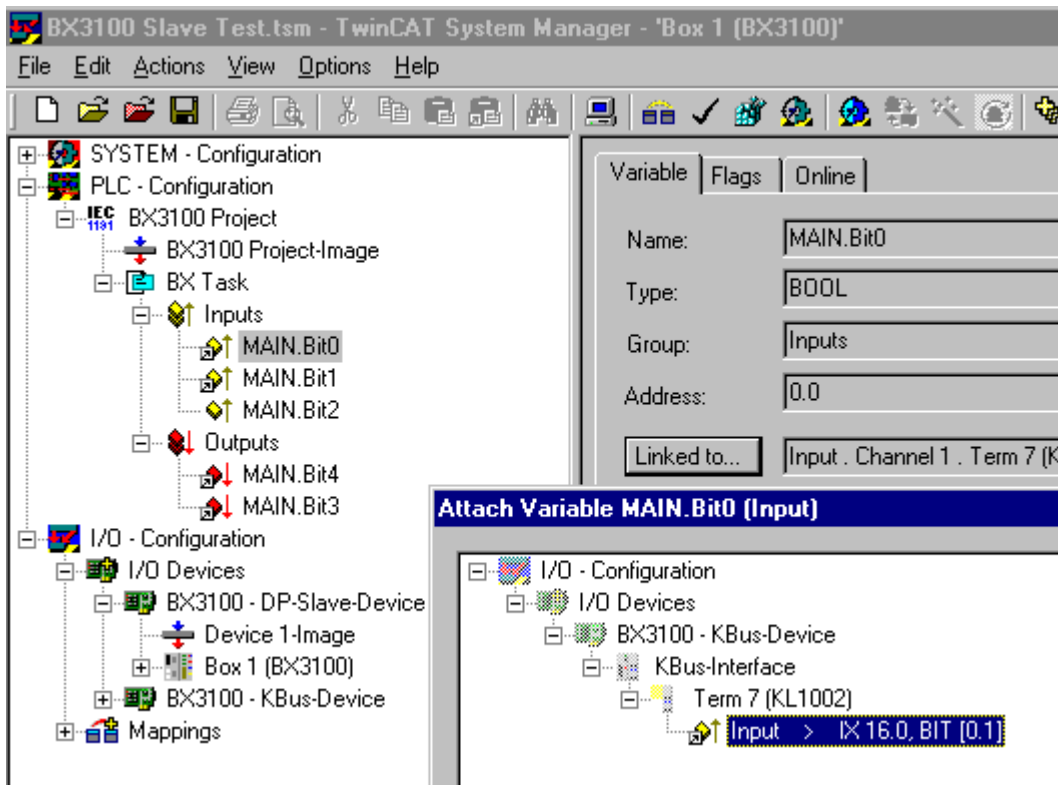 BX3100 Slave Test.tsm - TwinCAT System Manager - 'Box 1 (BX3100)'
File Edit Actions View Options Help
SYSTEM - Configuration
PLC - Configuration
IEC 1131 BX3100 Project
BX3100 Project-Image
BX Task
Inputs
MAIN.Bit0
MAIN.Bit1
MAIN.Bit2
Outputs
MAIN.Bit4
MAIN.Bit3
I/O - Configuration
I/O Devices
BX3100 - DP-Slave-Device
Device 1-Image
Box 1 (BX3100)
BX3100 - KBus-Device
Mappings
Variable Flags Online
Name: MAIN.Bit0
Type: BOOL
Group: Inputs
Address: 0.0
Linked to... Input . Channel 1 . Term 7 (K
Attach Variable MAIN.Bit0 (Input)
I/O - Configuration
I/O Devices
BX3100 - KBus-Device
KBus-Interface
Term 7 (KL1002)
Input > IX 16.0, BIT [0.1]